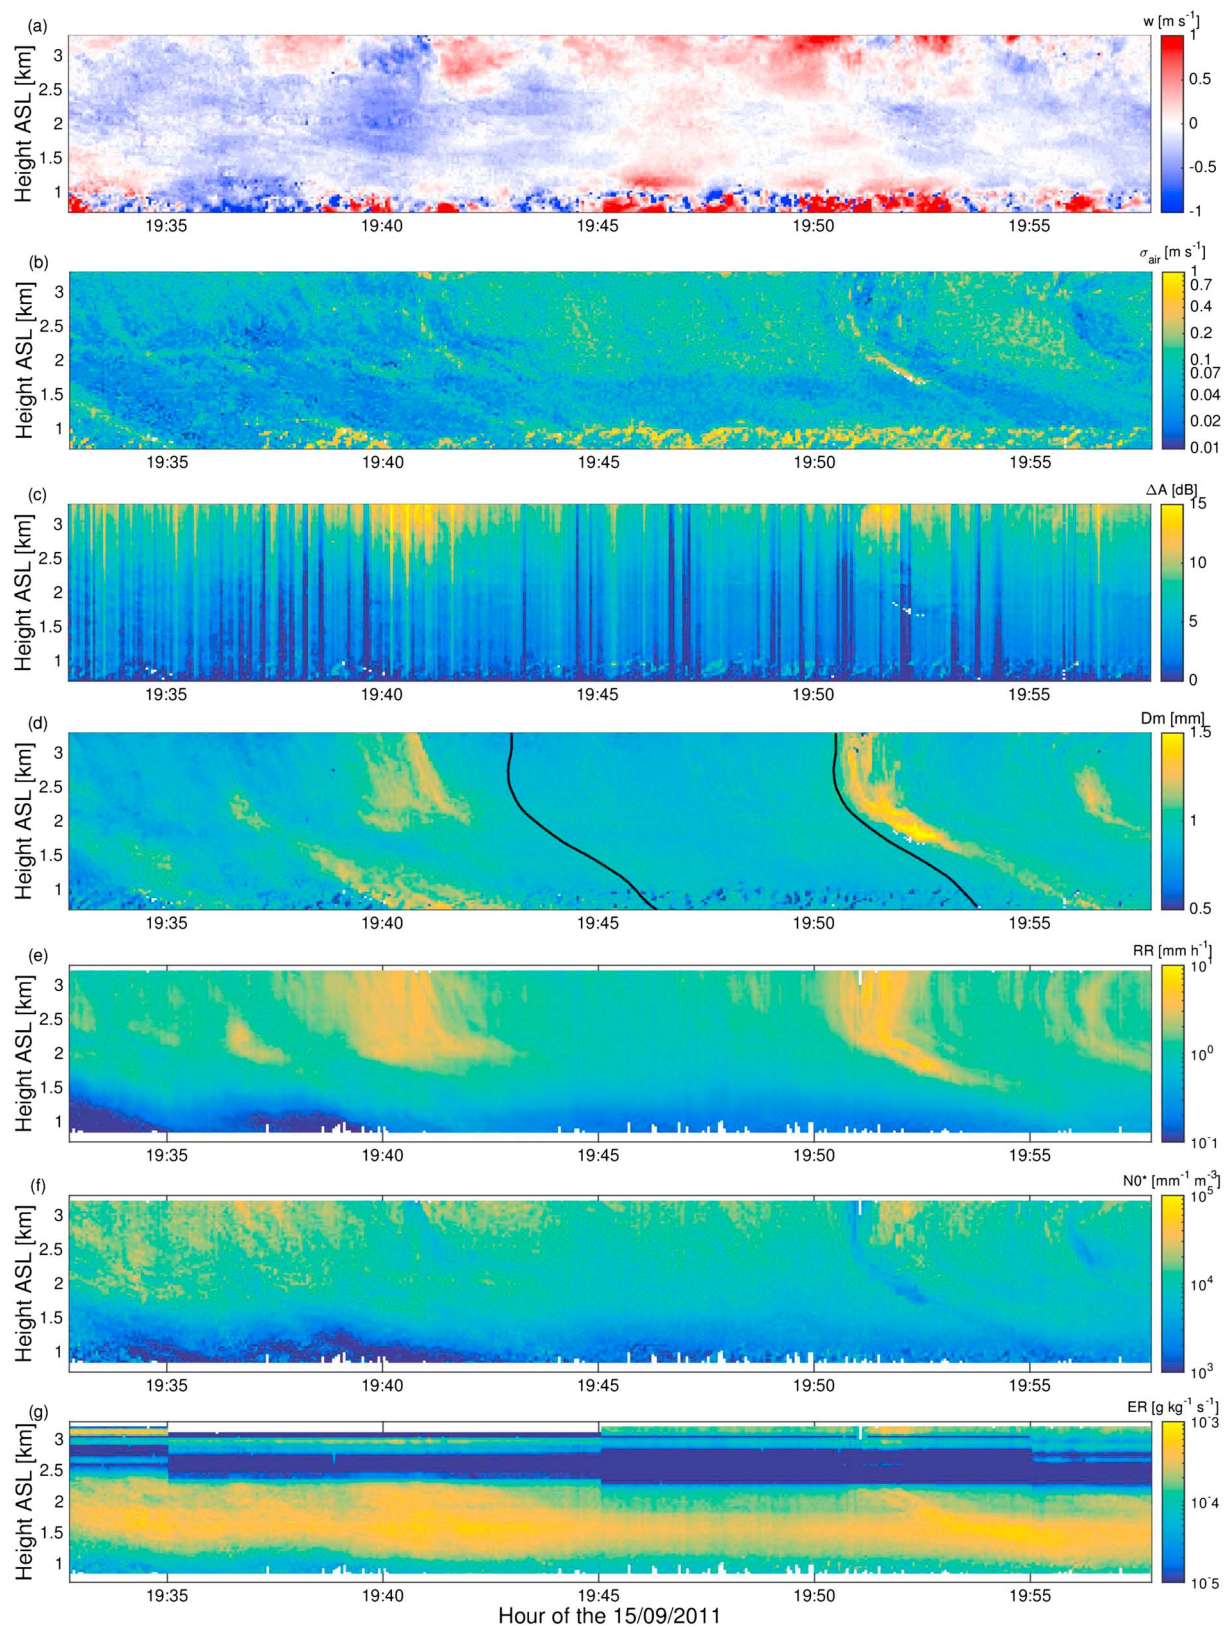 (a)
w [m s⁻¹]
Height ASL [km]
3
2.5
2
1.5
1
1
0.5
0
-0.5
-1
19:35 19:40 19:45 19:50 19:55
(b)
σair [m s⁻¹]
Height ASL [km]
3
2.5
2
1.5
1
1
0.7
0.4
0.2
0.1
0.07
0.04
0.02
0.01
19:35 19:40 19:45 19:50 19:55
(c)
ΔA [dB]
Height ASL [km]
3
2.5
2
1.5
1
15
10
5
0
19:35 19:40 19:45 19:50 19:55
(d)
Dm [mm]
Height ASL [km]
3
2.5
2
1.5
1
1.5
1
0.5
19:35 19:40 19:45 19:50 19:55
(e)
RR [mm h⁻¹]
Height ASL [km]
3
2.5
2
1.5
1
10¹
10⁰
10⁻¹
19:35 19:40 19:45 19:50 19:55
(f)
N0* [mm⁻¹ m⁻³]
Height ASL [km]
3
2.5
2
1.5
1
10⁵
10⁴
10³
19:35 19:40 19:45 19:50 19:55
(g)
ER [g kg⁻¹ s⁻¹]
Height ASL [km]
3
2.5
2
1.5
1
10⁻³
10⁻⁴
10⁻⁵
19:35 19:40 19:45 19:50 19:55
Hour of the 15/09/2011